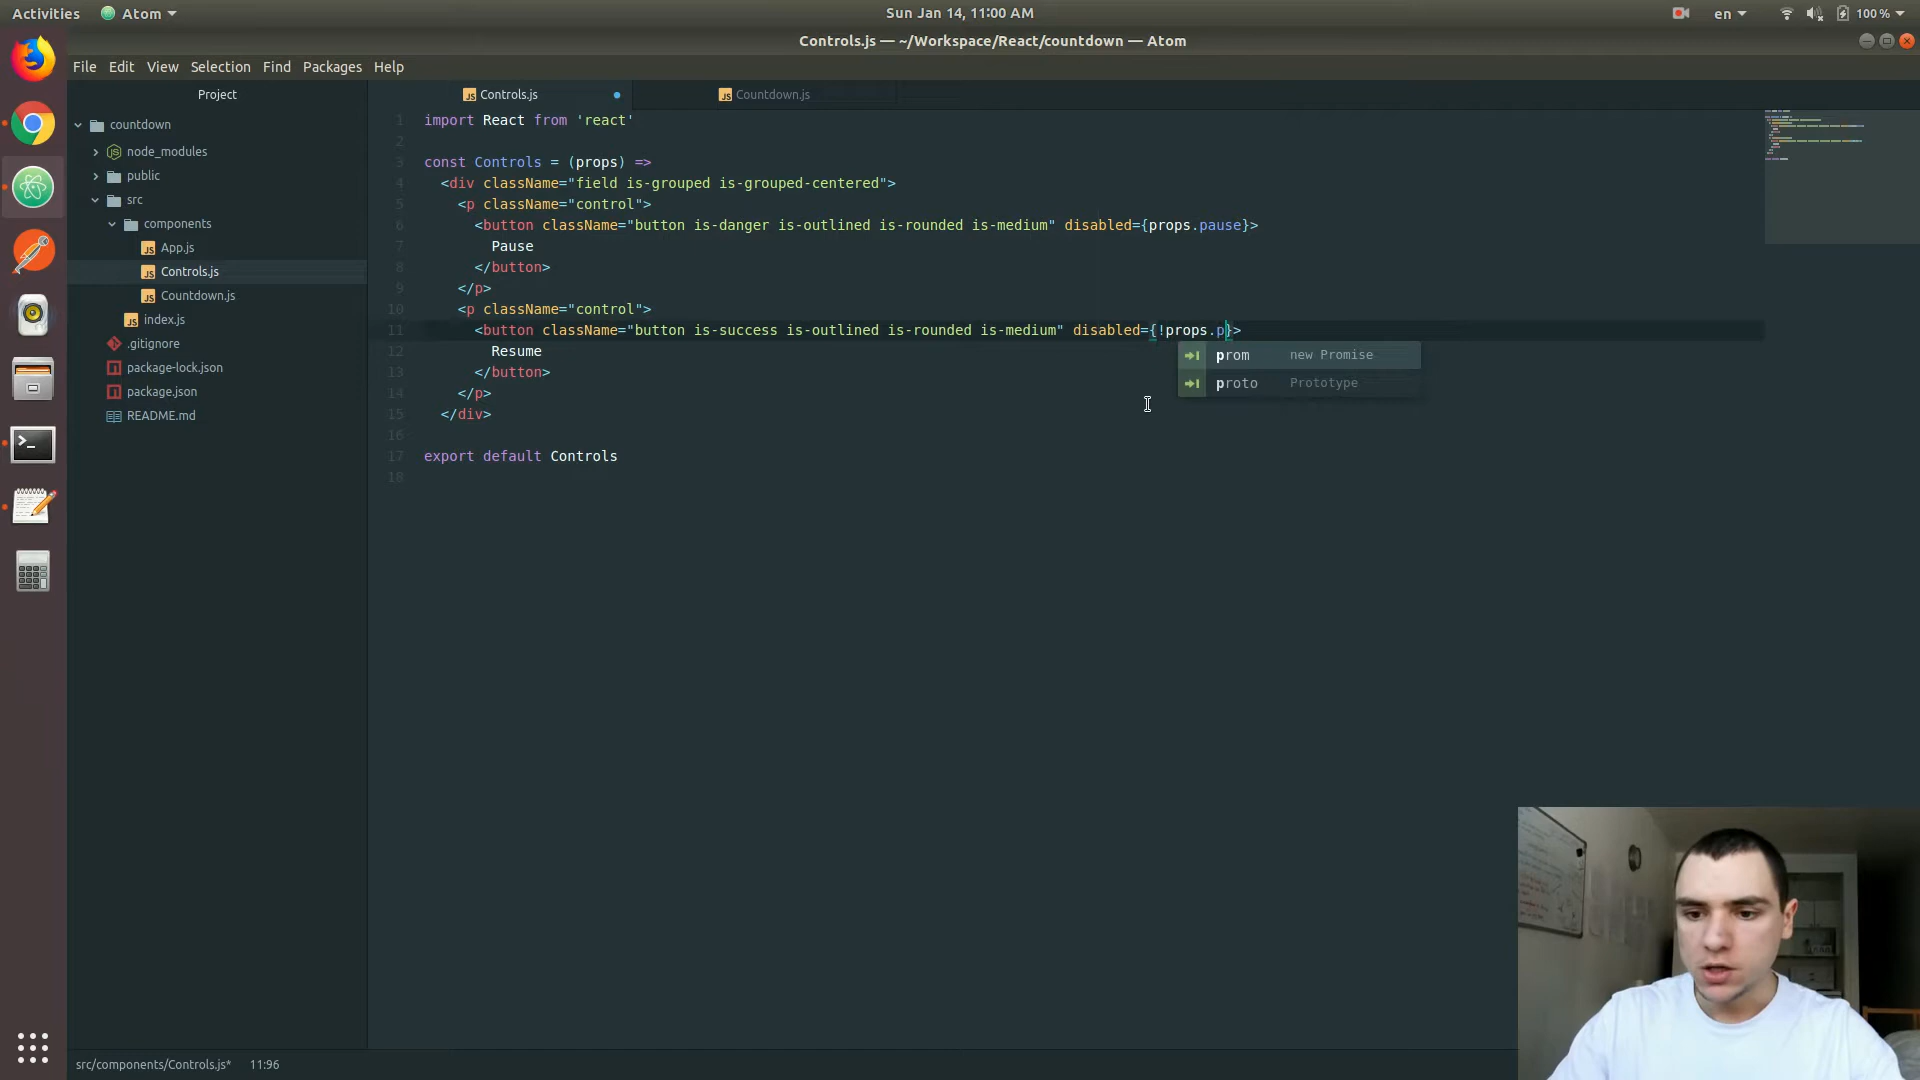 Activities
Atom
Sun Jan 14, 11:00 AM
en
100 %
Controls.js — ~/Workspace/React/countdown — Atom
File Edit View Selection Find Packages Help
Project
Controls.js
Countdown.js
countdown
node_modules
public
src
components
App.js
Controls.js
Countdown.js
index.js
.gitignore
package-lock.json
package.json
README.md
1 import React from 'react'
2
3 const Controls = (props) =>
4 <div className="field is-grouped is-grouped-centered">
5 <p className="control">
6 <button className="button is-danger is-outlined is-rounded is-medium" disabled={props.pause}>
7 Pause
8 </button>
9 </p>
10 <p className="control">
11 <button className="button is-success is-outlined is-rounded is-medium" disabled={!props.p}>
12 Resume
13 </button>
14 </p>
15 </div>
16
17 export default Controls
18
prom new Promise
proto Prototype
src/components/Controls.js* 11:96